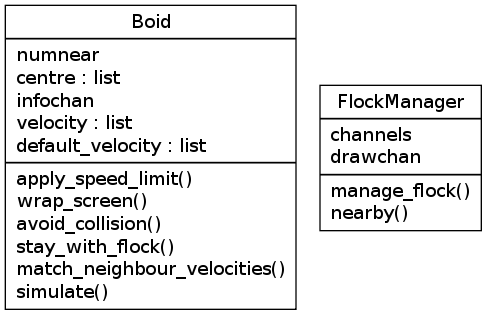 Boid
numnear
centre : list
infochan
velocity : list
default_velocity : list
apply_speed_limit()
wrap_screen()
avoid_collision()
stay_with_flock()
match_neighbour_velocities()
simulate()
FlockManager
channels
drawchan
manage_flock()
nearby()